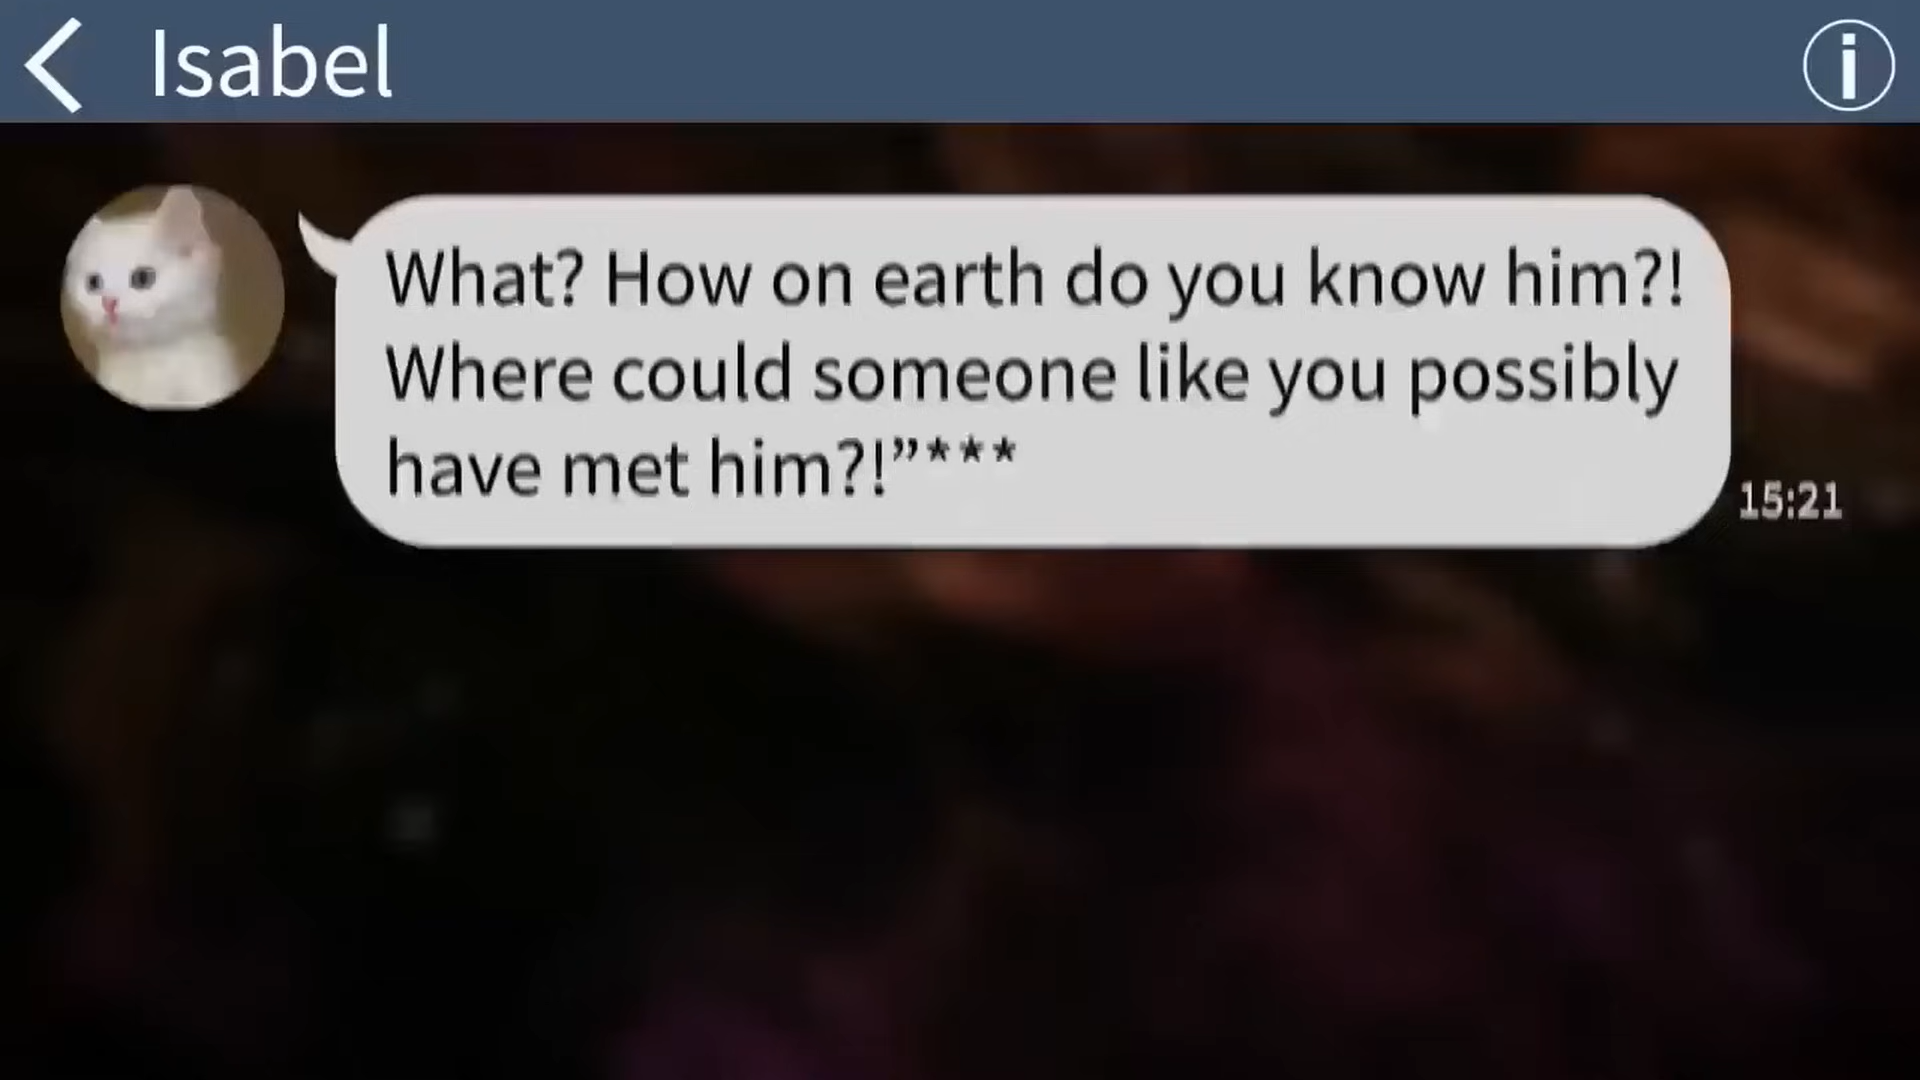 Isabel
What? How on earth do you know him?!
Where could someone like you possibly
have met him?!”***
15:21